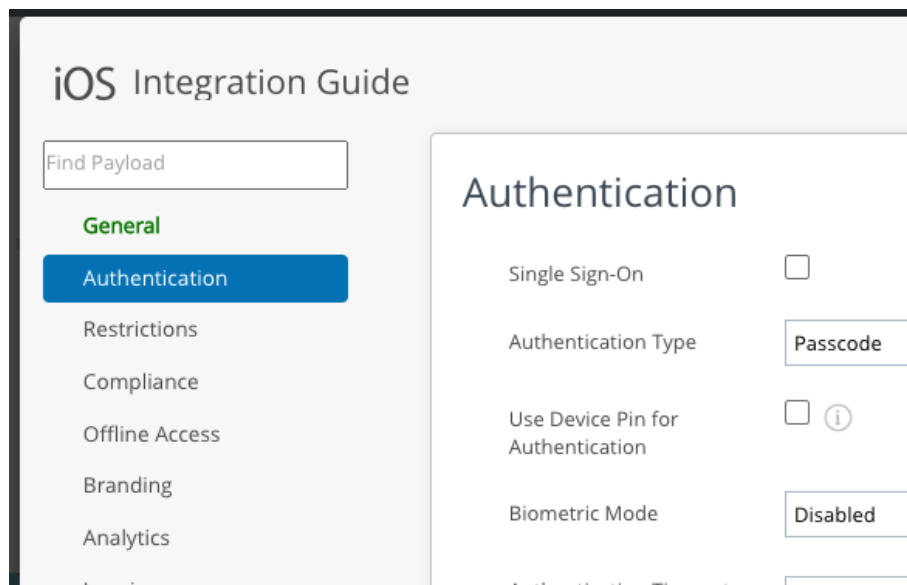 iOS Integration Guide
Find Payload
General
Authentication
Restrictions
Compliance
Offline Access
Branding
Analytics
Authentication
Single Sign-On
Authentication Type
Passcode
Use Device Pin for
Authentication
Biometric Mode
Disabled